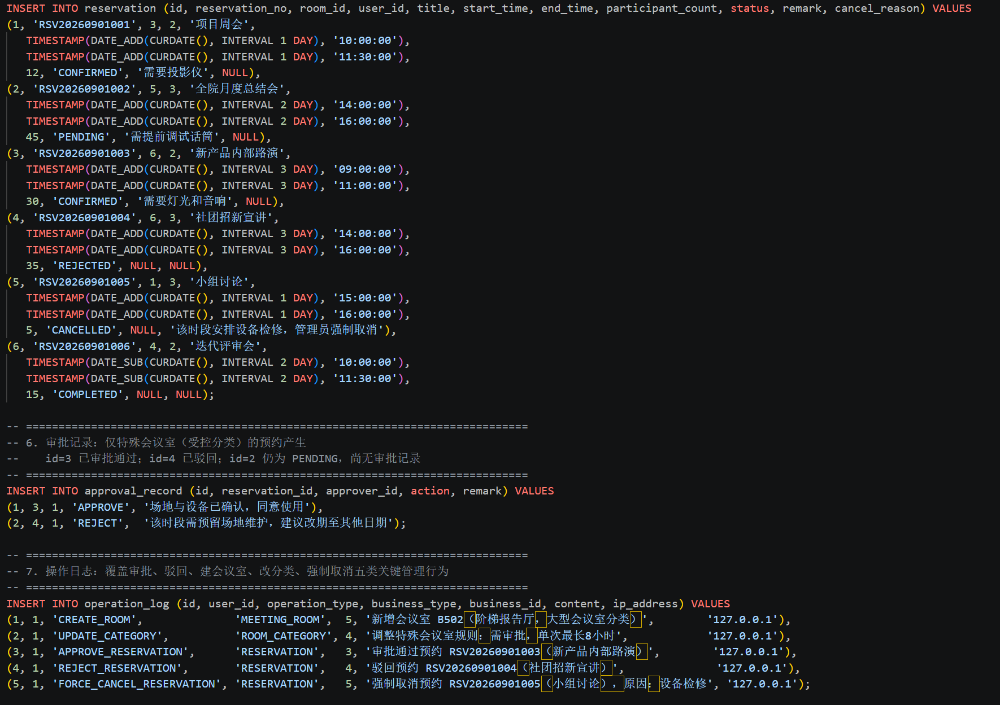 INSERT INTO reservation (id, reservation_no, room_id, user_id, title, start_time, end_time, participant_count, status, remark, cancel_reason) VALUES
(1, 'RSV20260901001', 3, 2, '项目周会',
   TIMESTAMP(DATE_ADD(CURDATE(), INTERVAL 1 DAY), '10:00:00'),
   TIMESTAMP(DATE_ADD(CURDATE(), INTERVAL 1 DAY), '11:30:00'),
   12, 'CONFIRMED', '需要投影仪', NULL),
(2, 'RSV20260901002', 5, 3, '全院月度总结会',
   TIMESTAMP(DATE_ADD(CURDATE(), INTERVAL 2 DAY), '14:00:00'),
   TIMESTAMP(DATE_ADD(CURDATE(), INTERVAL 2 DAY), '16:00:00'),
   45, 'PENDING', '需提前调试话筒', NULL),
(3, 'RSV20260901003', 6, 2, '新产品内部路演',
   TIMESTAMP(DATE_ADD(CURDATE(), INTERVAL 3 DAY), '09:00:00'),
   TIMESTAMP(DATE_ADD(CURDATE(), INTERVAL 3 DAY), '11:00:00'),
   30, 'CONFIRMED', '需要灯光和音响', NULL),
(4, 'RSV20260901004', 6, 3, '社团招新宣讲',
   TIMESTAMP(DATE_ADD(CURDATE(), INTERVAL 3 DAY), '14:00:00'),
   TIMESTAMP(DATE_ADD(CURDATE(), INTERVAL 3 DAY), '16:00:00'),
   35, 'REJECTED', NULL, NULL),
(5, 'RSV20260901005', 1, 3, '小组讨论',
   TIMESTAMP(DATE_ADD(CURDATE(), INTERVAL 1 DAY), '15:00:00'),
   TIMESTAMP(DATE_ADD(CURDATE(), INTERVAL 1 DAY), '16:00:00'),
   5, 'CANCELLED', NULL, '该时段安排设备检修，管理员强制取消'),
(6, 'RSV20260901006', 4, 2, '迭代评审会',
   TIMESTAMP(DATE_SUB(CURDATE(), INTERVAL 2 DAY), '10:00:00'),
   TIMESTAMP(DATE_SUB(CURDATE(), INTERVAL 2 DAY), '11:30:00'),
   15, 'COMPLETED', NULL, NULL);

-- =============================================================================
-- 6. 审批记录：仅特殊会议室（受控分类）的预约产生
--    id=3 已审批通过；id=4 已驳回；id=2 仍为 PENDING，尚无审批记录
-- =============================================================================
INSERT INTO approval_record (id, reservation_id, approver_id, action, remark) VALUES
(1, 3, 1, 'APPROVE', '场地与设备已确认，同意使用'),
(2, 4, 1, 'REJECT',  '该时段需预留场地维护，建议改期至其他日期');

-- =============================================================================
-- 7. 操作日志：覆盖审批、驳回、建会议室、改分类、强制取消五类关键管理行为
-- =============================================================================
INSERT INTO operation_log (id, user_id, operation_type, business_type, business_id, content, ip_address) VALUES
(1, 1, 'CREATE_ROOM',              'MEETING_ROOM',  5, '新增会议室 B502（阶梯报告厅，大型会议室分类）',        '127.0.0.1'),
(2, 1, 'UPDATE_CATEGORY',          'ROOM_CATEGORY', 4, '调整特殊会议室规则：需审批，单次最长8小时',            '127.0.0.1'),
(3, 1, 'APPROVE_RESERVATION',      'RESERVATION',   3, '审批通过预约 RSV20260901003（新产品内部路演）',        '127.0.0.1'),
(4, 1, 'REJECT_RESERVATION',       'RESERVATION',   4, '驳回预约 RSV20260901004（社团招新宣讲）',              '127.0.0.1'),
(5, 1, 'FORCE_CANCEL_RESERVATION', 'RESERVATION',   5, '强制取消预约 RSV20260901005（小组讨论），原因：设备检修', '127.0.0.1');